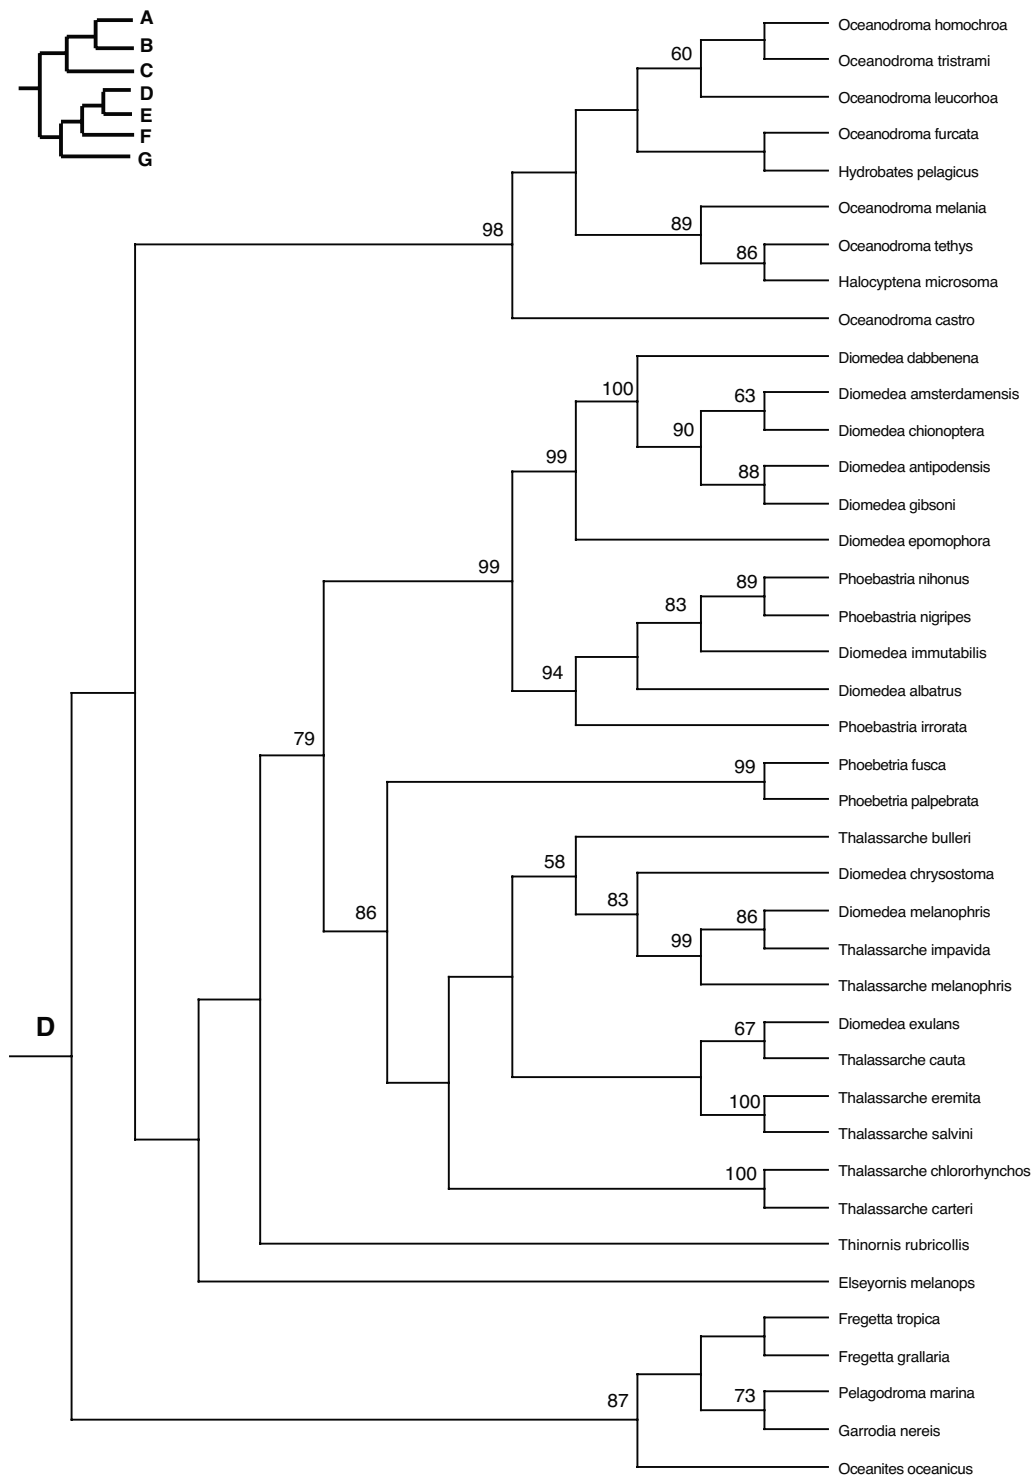 A
B
C
D
E
F
G
Oceanodroma homochroa
60
Oceanodroma tristrami
Oceanodroma leucorhoa
Oceanodroma furcata
Hydrobates pelagicus
Oceanodroma melania
98
89
Oceanodroma tethys
86
Halocyptena microsoma
Oceanodroma castro
Diomedea dabbenena
100
63
Diomedea amsterdamensis
90
Diomedea chionoptera
99
88
Diomedea antipodensis
Diomedea gibsoni
Diomedea epomophora
99
89
Phoebastria nihonus
83
Phoebastria nigripes
Diomedea immutabilis
94
Diomedea albatrus
Phoebastria irrorata
79
99
Phoebetria fusca
Phoebetria palpebrata
Thalassarche bulleri
58
Diomedea chrysostoma
83
86
86
Diomedea melanophris
99
Thalassarche impavida
Thalassarche melanophris
D
67
Diomedea exulans
Thalassarche cauta
100
Thalassarche eremita
Thalassarche salvini
100
Thalassarche chlororhynchos
Thalassarche carteri
Thinornis rubricollis
Elseyornis melanops
Fregetta tropica
Fregetta grallaria
87
73
Pelagodroma marina
Garrodia nereis
Oceanites oceanicus